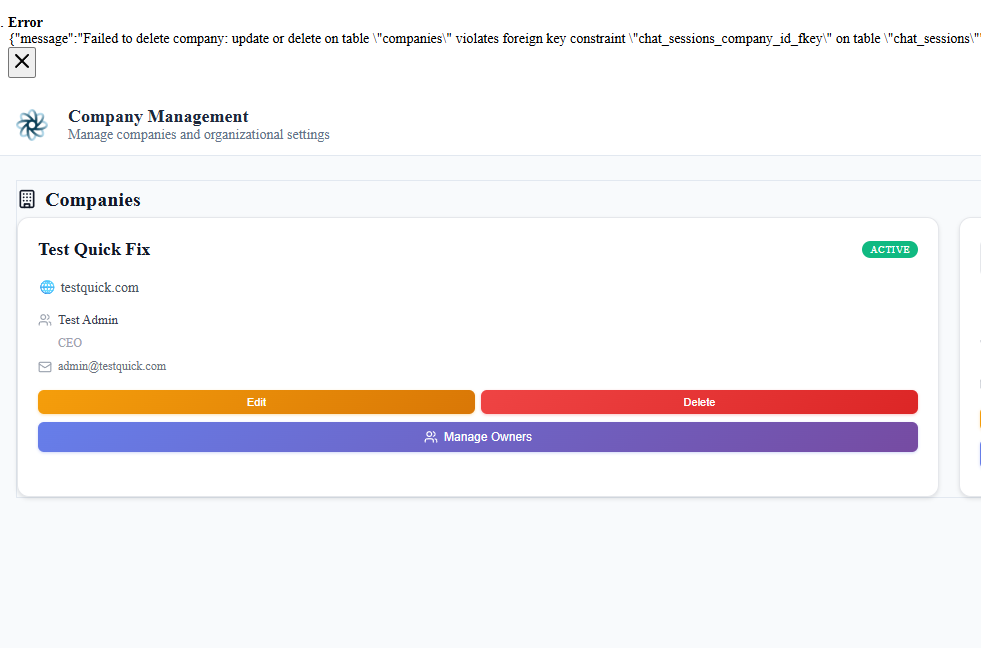 . Error
{"message":"Failed to delete company: update or delete on table \"companies\" violates foreign key constraint \"chat_sessions_company_id_fkey\" on table \"chat_sessions\"
Company Management
Manage companies and organizational settings
Companies
Test Quick Fix
ACTIVE
testquick.com
Test Admin
CEO
admin@testquick.com
Edit
Delete
Manage Owners